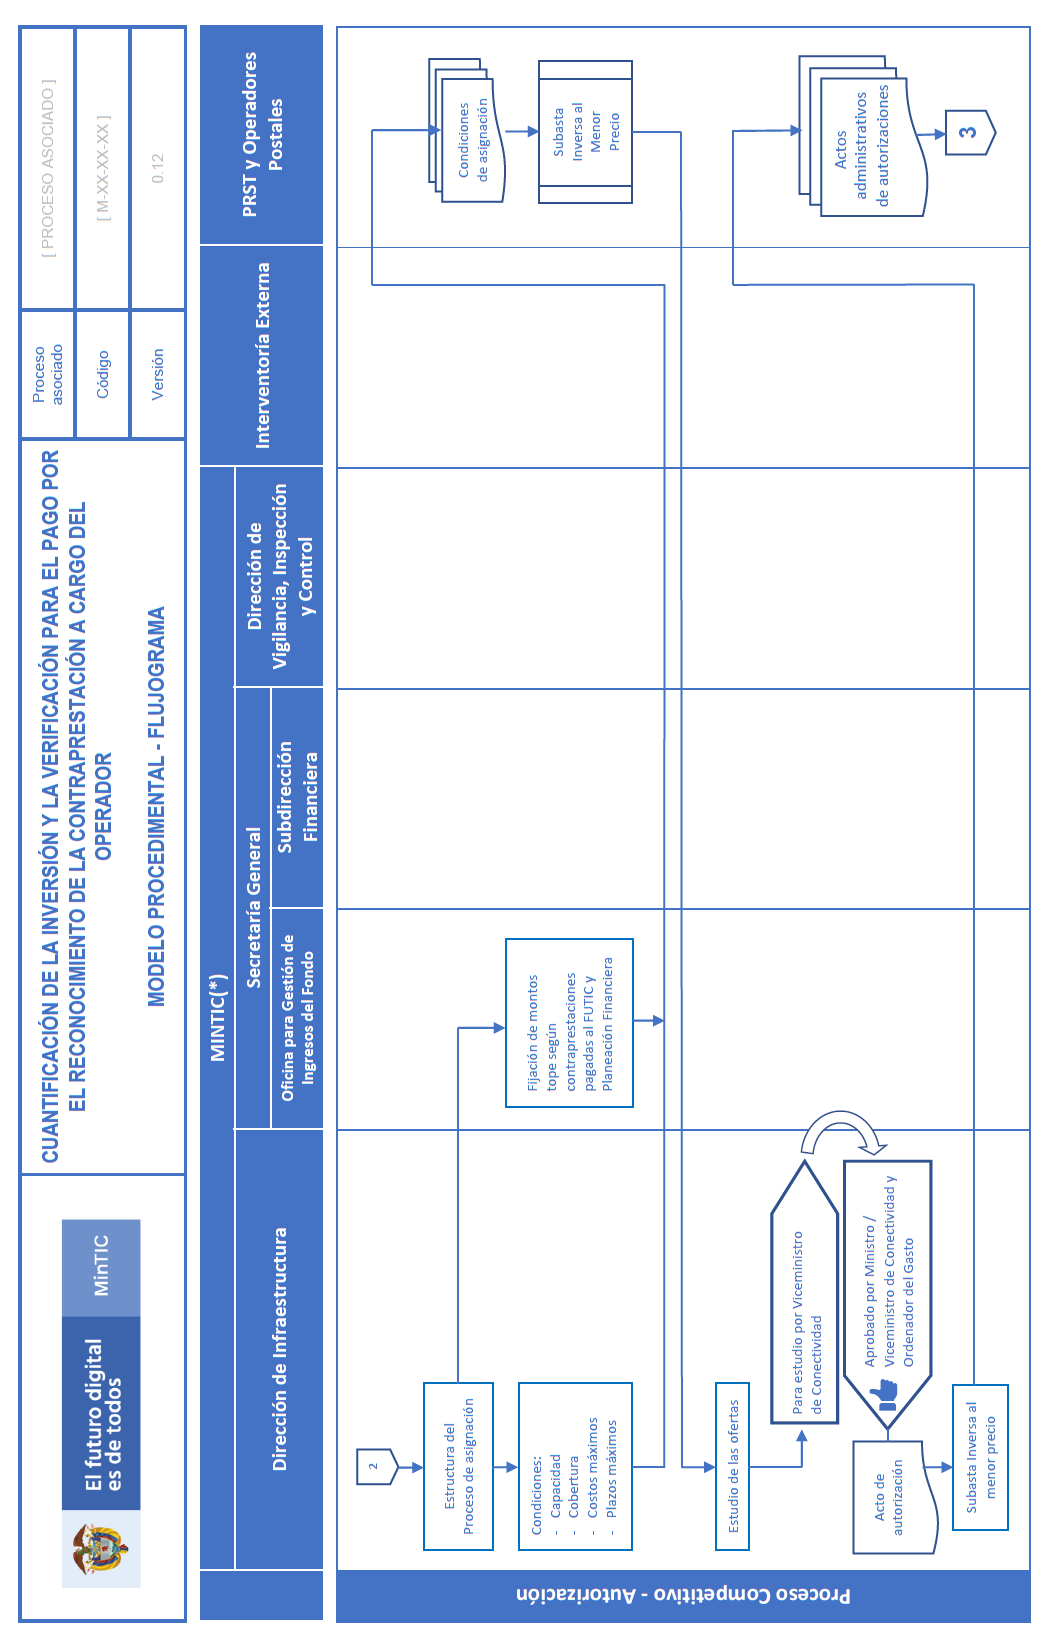 El futuro digital
es de todos
MinTIC
CUANTIFICACIÓN DE LA INVERSIÓN Y LA VERIFICACIÓN PARA EL PAGO POR
EL RECONOCIMIENTO DE LA CONTRAPRESTACIÓN A CARGO DEL
OPERADOR
MODELO PROCEDIMENTAL - FLUJOGRAMA
Proceso
asociado
[ PROCESO ASOCIADO ]
Código
[ M-XX-XX-XX ]
Versión
0.12
MINTIC(*)
Dirección de Infraestructura
Secretaría General
Oficina para Gestión de
Ingresos del Fondo
Subdirección
Financiera
Dirección de
Vigilancia, Inspección
y Control
Interventoría Externa
PRST y Operadores
Postales
Proceso Competitivo - Autorización
2
Estructura del
Proceso de asignación
Condiciones:
- Capacidad
- Cobertura
- Costos máximos
- Plazos máximos
Fijación de montos
tope según
contraprestaciones
pagadas al FUTIC y
Planeación Financiera
Condiciones
de asignación
Subasta
Inversa al
Menor
Precio
Estudio de las ofertas
Para estudio por Viceministro
de Conectividad
Aprobado por Ministro /
Viceministro de Conectividad y
Ordenador del Gasto
Acto de
autorización
Subasta Inversa al
menor precio
Actos
administrativos
de autorizaciones
3